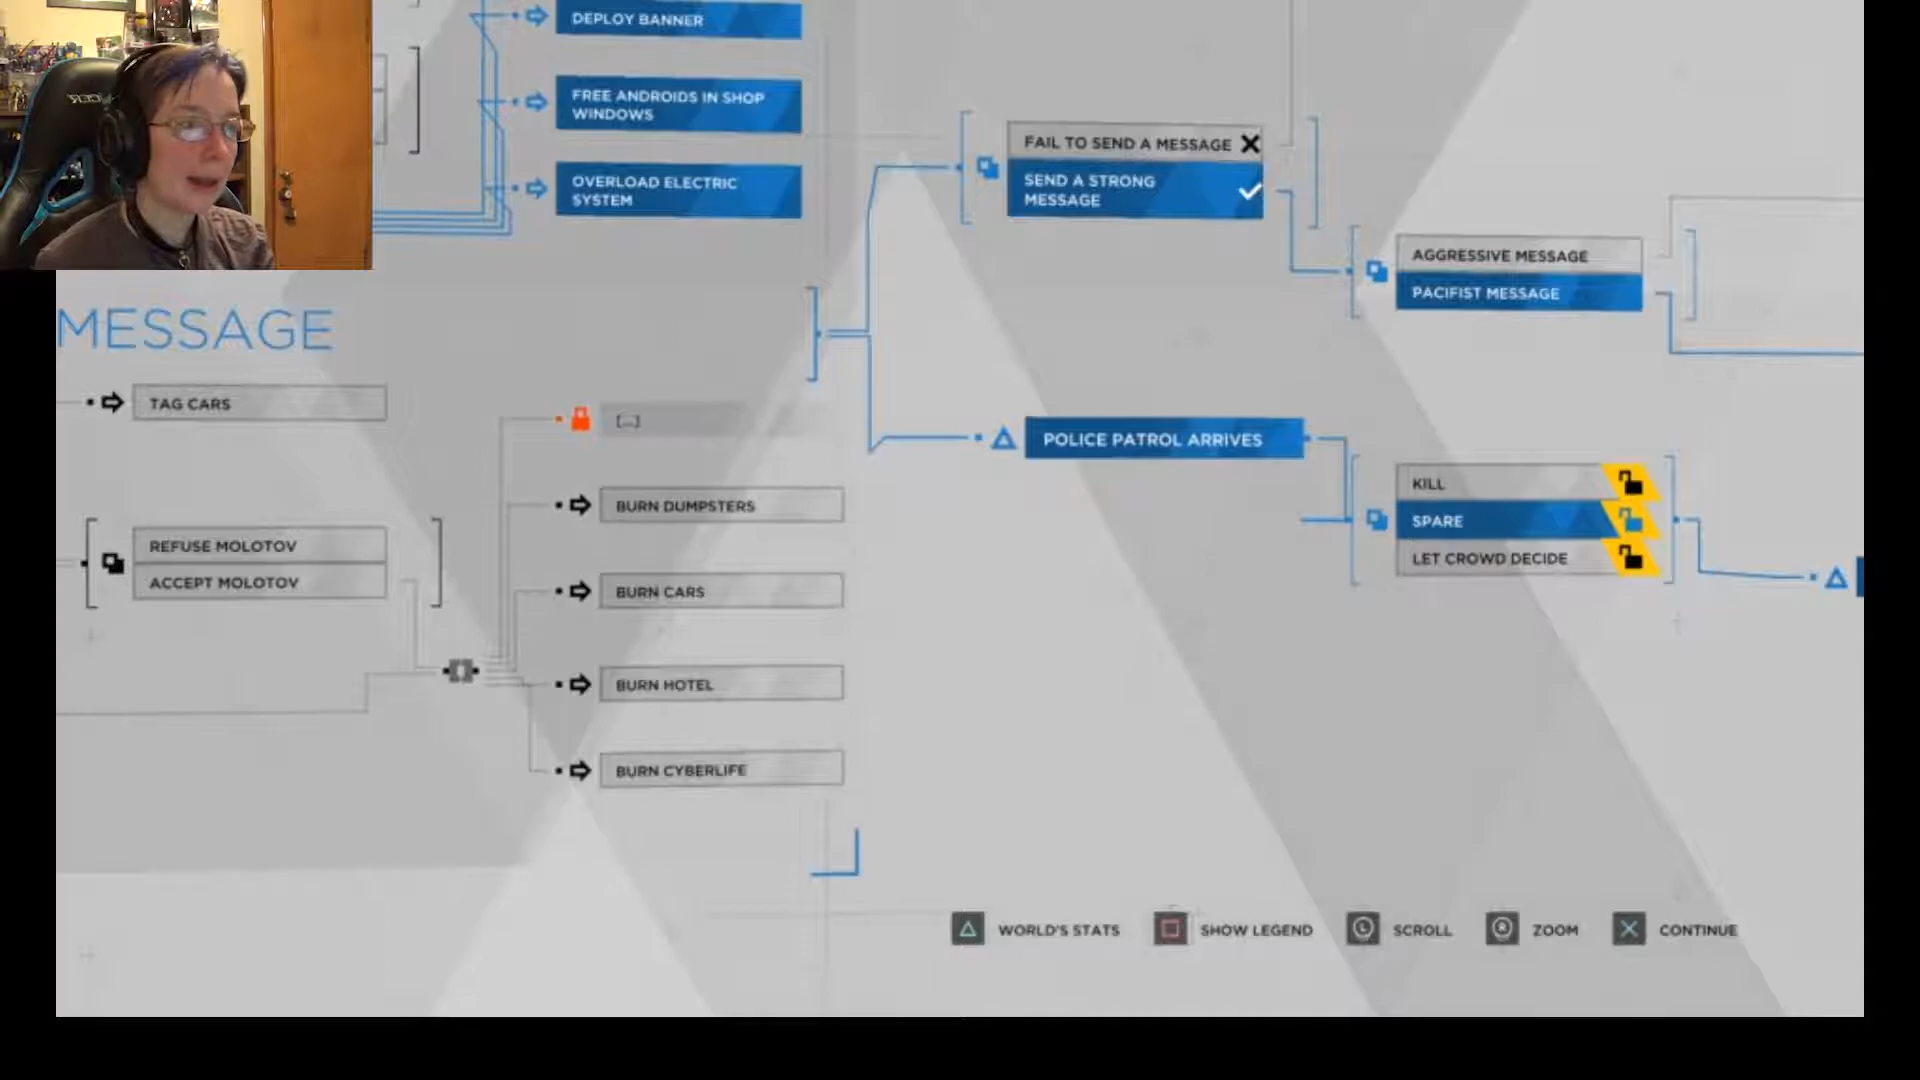 DEPLOY BANNER
FREE ANDROIDS IN SHOP
WINDOWS
OVERLOAD ELECTRIC
SYSTEM
FAIL TO SEND A MESSAGE
SEND A STRONG
MESSAGE
AGGRESSIVE MESSAGE
PACIFIST MESSAGE
MESSAGE
TAG CARS
[...]
POLICE PATROL ARRIVES
KILL
SPARE
LET CROWD DECIDE
REFUSE MOLOTOV
ACCEPT MOLOTOV
BURN DUMPSTERS
BURN CARS
BURN HOTEL
BURN CYBERLIFE
WORLD'S STATS
SHOW LEGEND
L
SCROLL
R
ZOOM
CONTINUE